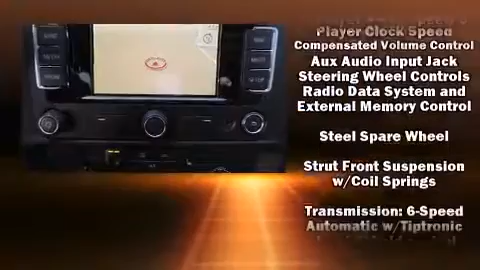 Player Clock Speed
Compensated Volume Control
Aux Audio Input Jack
Steering Wheel Controls
Radio Data System and
External Memory Control
Steel Spare Wheel
Strut Front Suspension
w/Coil Springs
Transmission: 6-Speed
Automatic w/Tiptronic